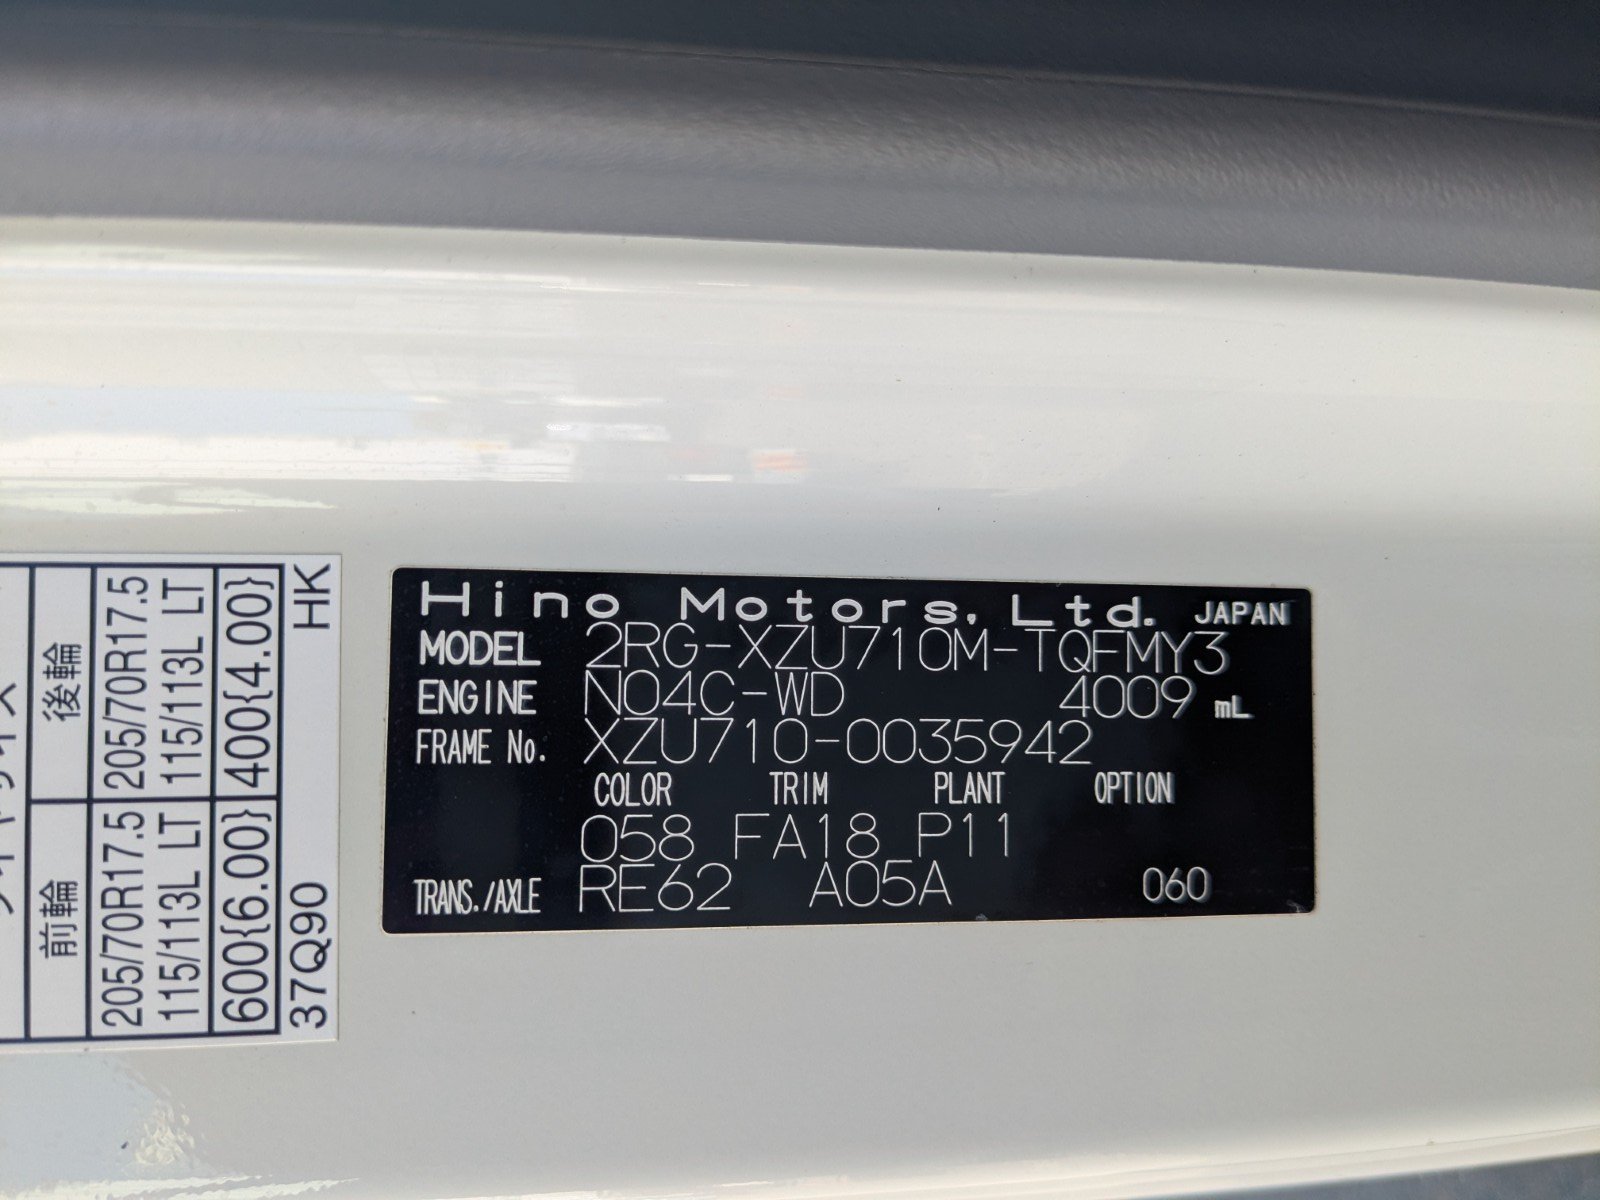 Hino Motors, Ltd. JAPAN
MODEL 2RG-XZU710M-TQFMY3
ENGINE N04C-WD 4009 mL
FRAME No. XZU710-0035942
COLOR TRIM PLANT OPTION
058 FA18 P11
TRANS./AXLE RE62 A05A 060
前輪 後輪
205/70R17.5 205/70R17.5
115/113L LT 115/113L LT
600{6.00} 400{4.00}
37Q90 HK